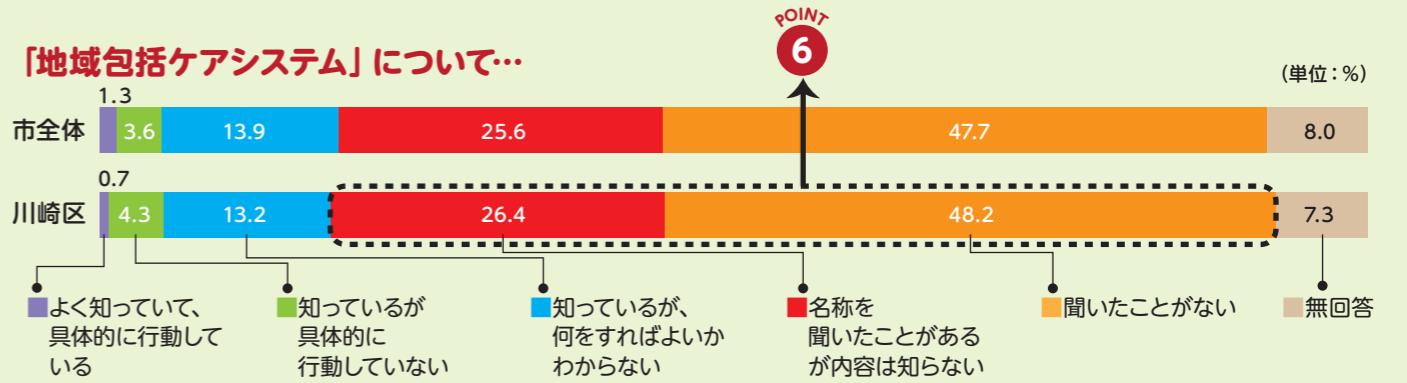 POINT
6
「地域包括ケアシステム」について…
(単位:%)
1.3
市全体 3.6 13.9 25.6 47.7 8.0
0.7
川崎区 4.3 13.2 26.4 48.2 7.3
よく知っていて、
具体的に行動して
いる
知っているが
具体的に
行動していない
知っているが、
何をすればよいか
わからない
名称を
聞いたことがある
が内容は知らない
聞いたことがない
無回答